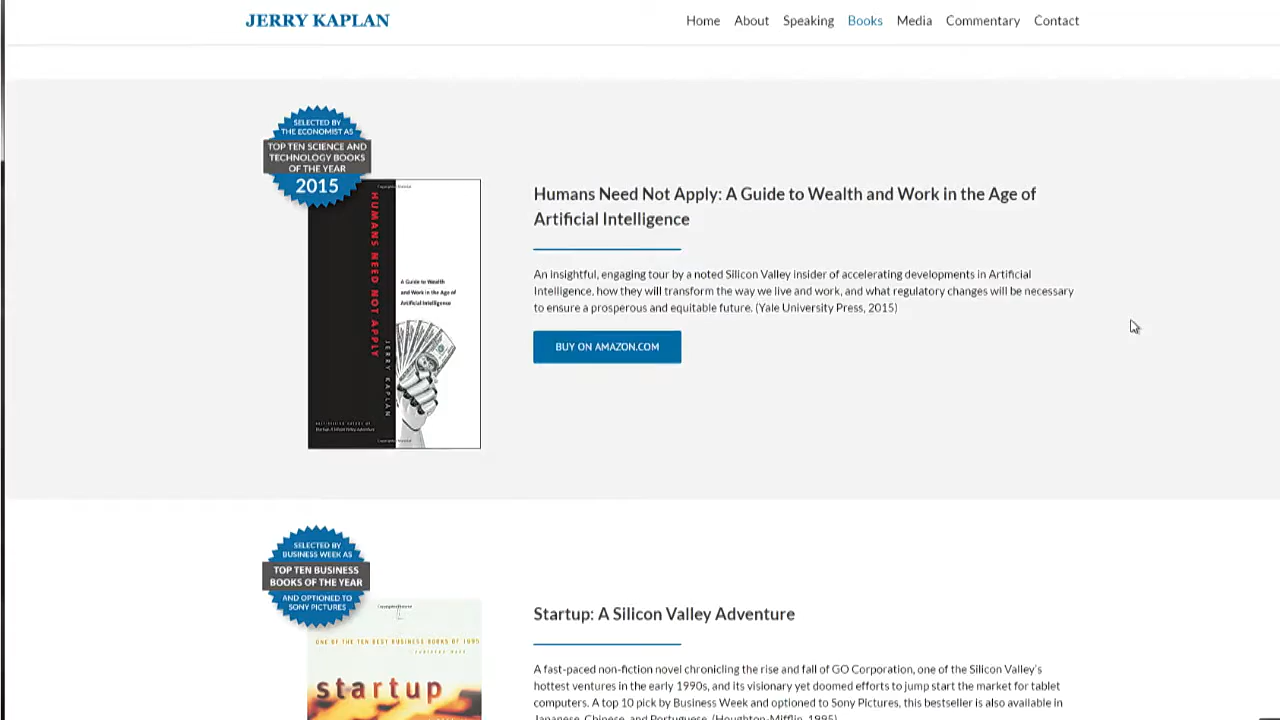 JERRY KAPLAN
Home About Speaking Books Media Commentary Contact
SELECTED BY
THE ECONOMIST AS
TOP TEN SCIENCE AND
TECHNOLOGY BOOKS
OF THE YEAR
2015
HUMANS NEED NOT APPLY
A Guide to Wealth
and Work in the Age of
Artificial Intelligence
JERRY KAPLAN
Humans Need Not Apply: A Guide to Wealth and Work in the Age of
Artificial Intelligence
An insightful, engaging tour by a noted Silicon Valley insider of accelerating developments in Artificial
Intelligence, how they will transform the way we live and work, and what regulatory changes will be necessary
to ensure a prosperous and equitable future. (Yale University Press, 2015)
BUY ON AMAZON.COM
SELECTED BY
BUSINESS WEEK AS
TOP TEN BUSINESS
BOOKS OF THE YEAR
AND OPTIONED TO
SONY PICTURES
ONE OF THE TEN BEST BUSINESS BOOKS OF 1995
startup
Startup: A Silicon Valley Adventure
A fast-paced non-fiction novel chronicling the rise and fall of GO Corporation, one of the Silicon Valley's
hottest ventures in the early 1990s, and its visionary yet doomed efforts to jump start the market for tablet
computers. A top 10 pick by Business Week and optioned to Sony Pictures, this bestseller is also available in
Japanese, Chinese, and Portuguese. (Houghton-Mifflin, 1995)